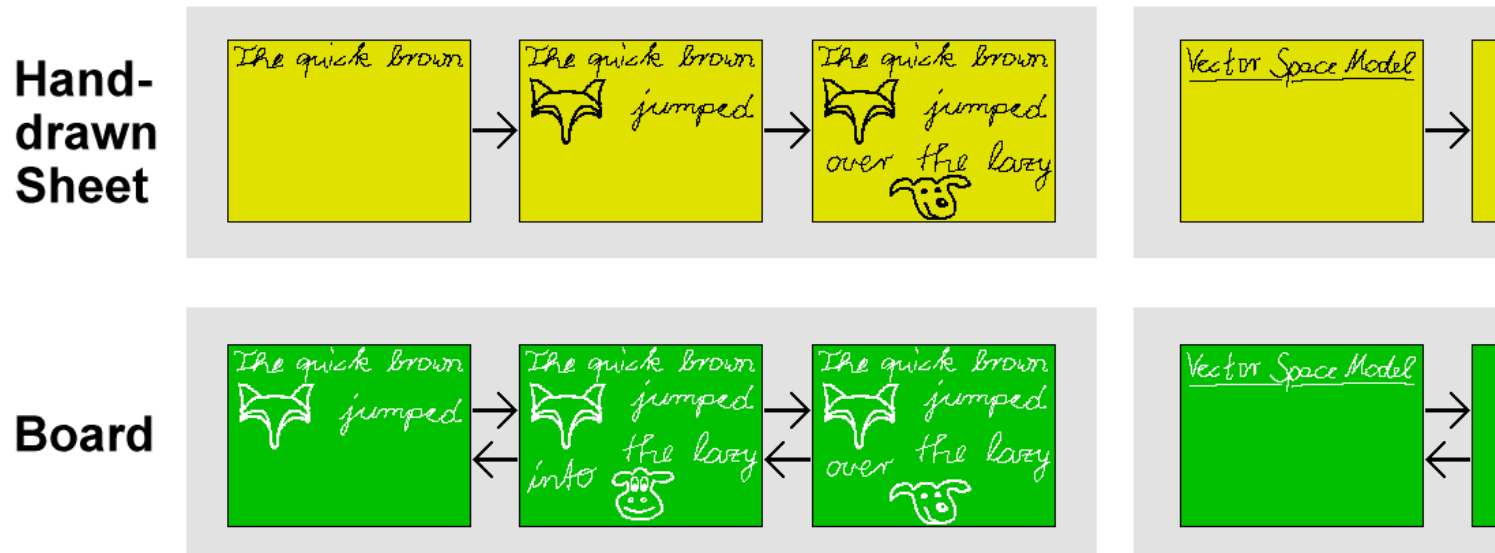 Hand-
drawn
Sheet
The quick brown
The quick brown
jumped
The quick brown
jumped
over the lazy
Vector Space Model
Board
The quick brown
jumped
The quick brown
jumped
into the lazy
The quick brown
jumped
over the lazy
Vector Space Model